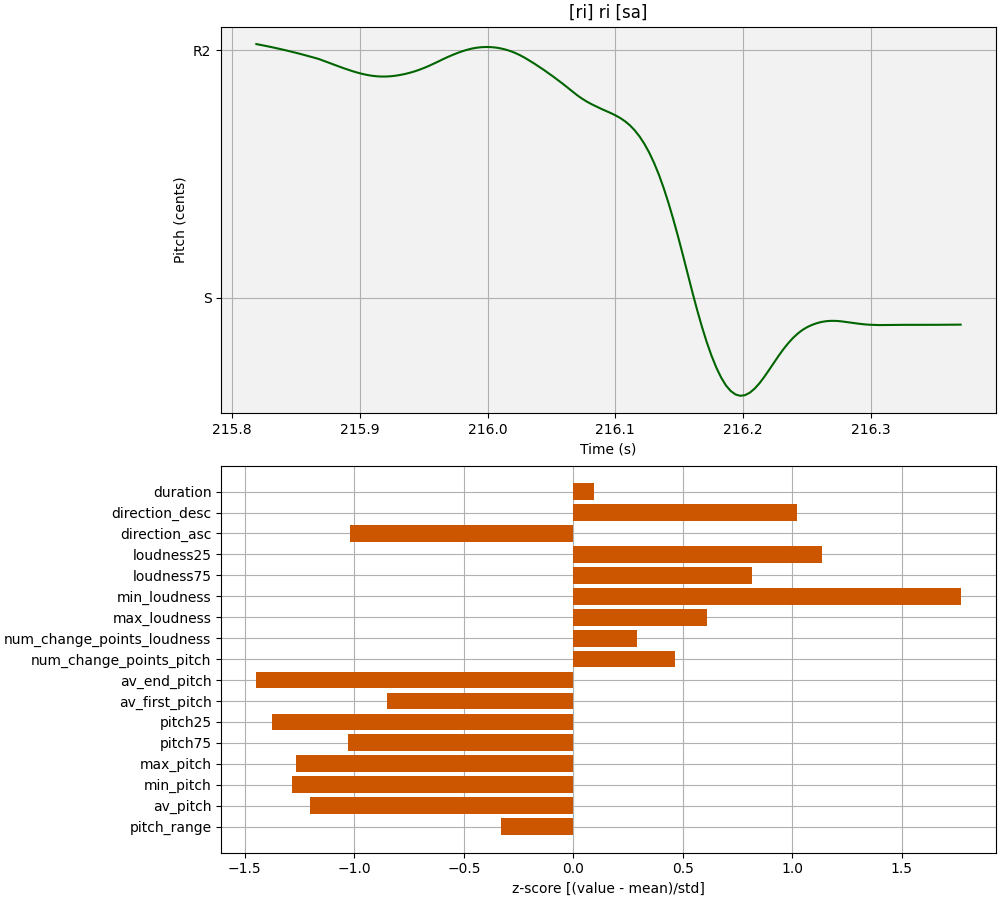 [ri] ri [sa]
R2
S
Pitch (cents)
215.8 215.9 216.0 216.1 216.2 216.3
Time (s)
duration
direction_desc
direction_asc
loudness25
loudness75
min_loudness
max_loudness
num_change_points_loudness
num_change_points_pitch
av_end_pitch
av_first_pitch
pitch25
pitch75
max_pitch
min_pitch
av_pitch
pitch_range
−1.5 −1.0 −0.5 0.0 0.5 1.0 1.5
z-score [(value - mean)/std]